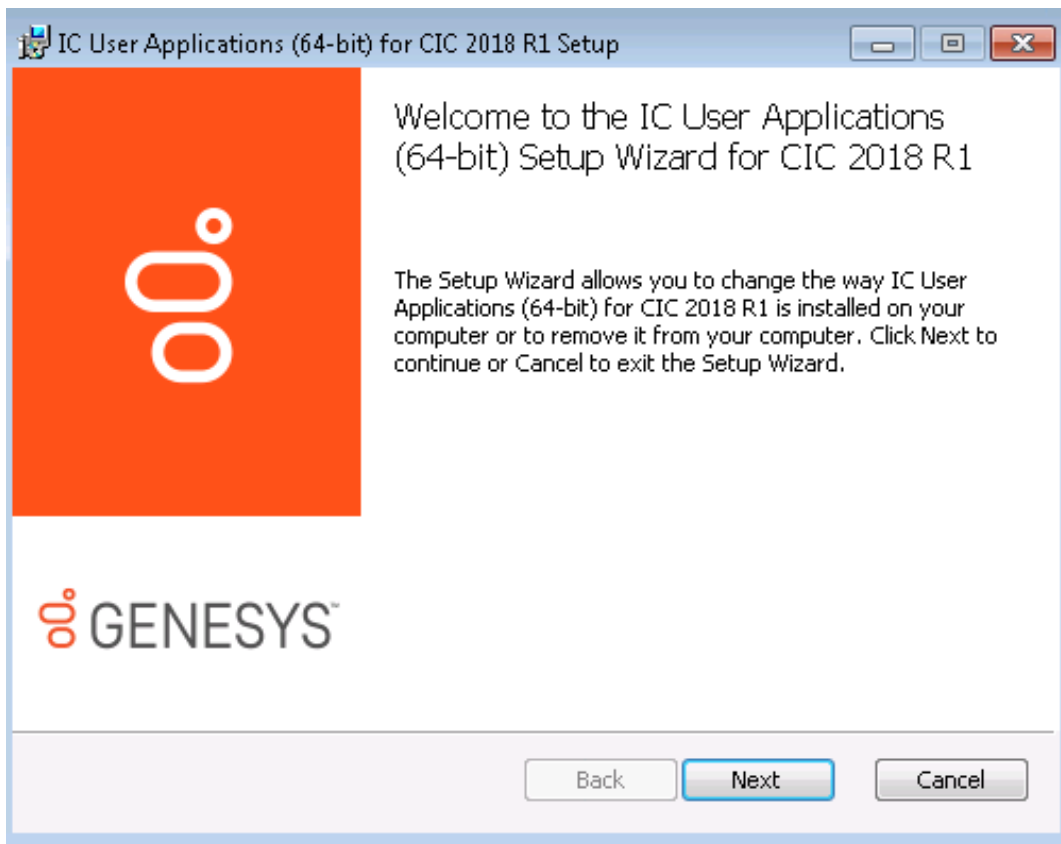 IC User Applications (64-bit) for CIC 2018 R1 Setup
Welcome to the IC User Applications
(64-bit) Setup Wizard for CIC 2018 R1
The Setup Wizard allows you to change the way IC User
Applications (64-bit) for CIC 2018 R1 is installed on your
computer or to remove it from your computer. Click Next to
continue or Cancel to exit the Setup Wizard.
GENESYS™
Back Next Cancel